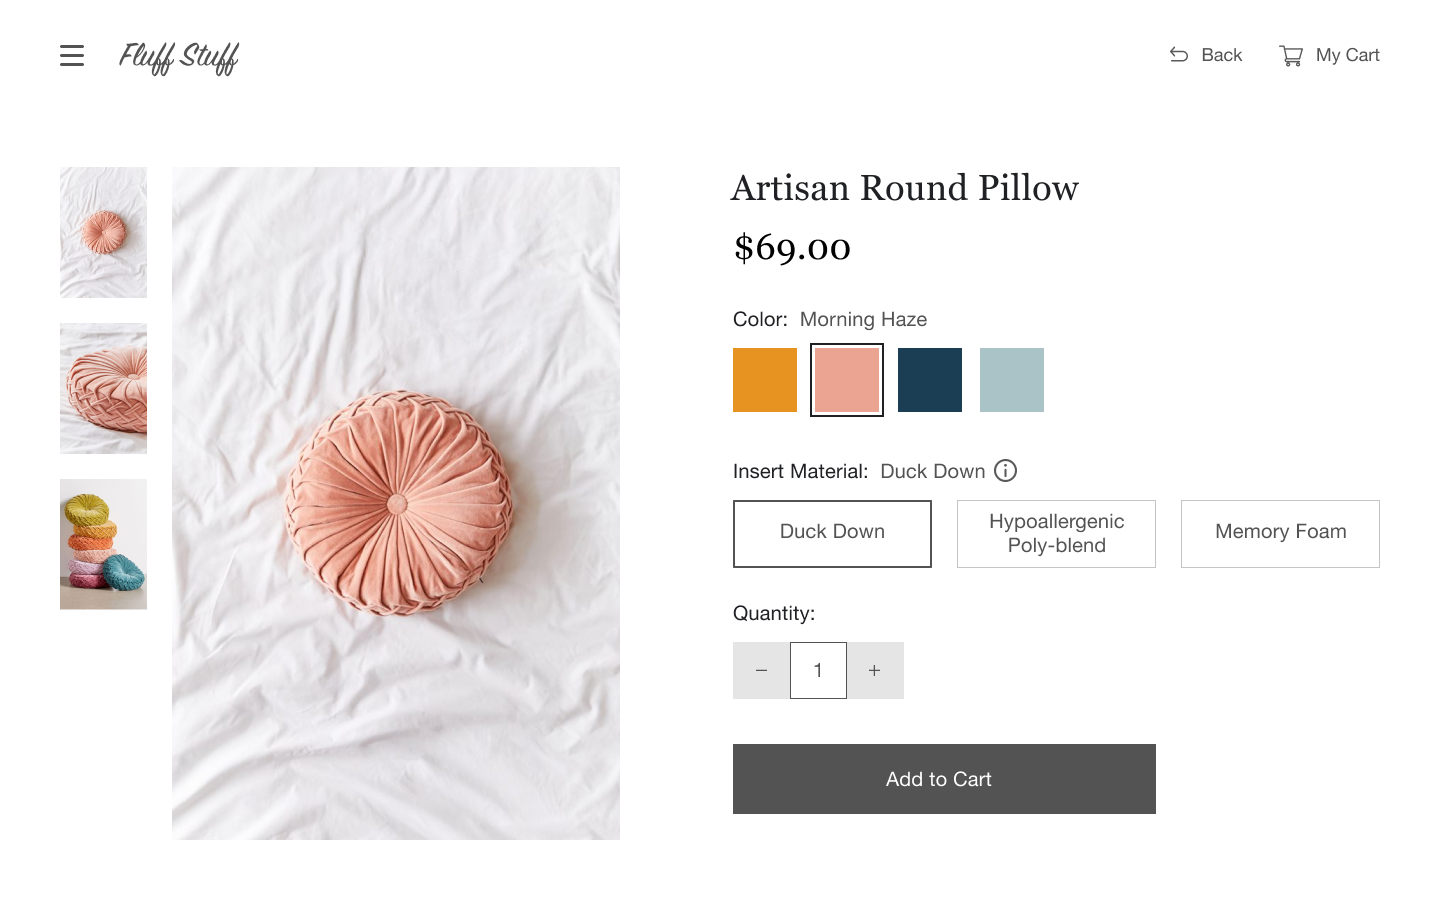 Fluff Stuff
Back
My Cart
Artisan Round Pillow
$69.00
Color: Morning Haze
Insert Material: Duck Down
Duck Down
Hypoallergenic
Poly-blend
Memory Foam
Quantity:
− 1 +
Add to Cart